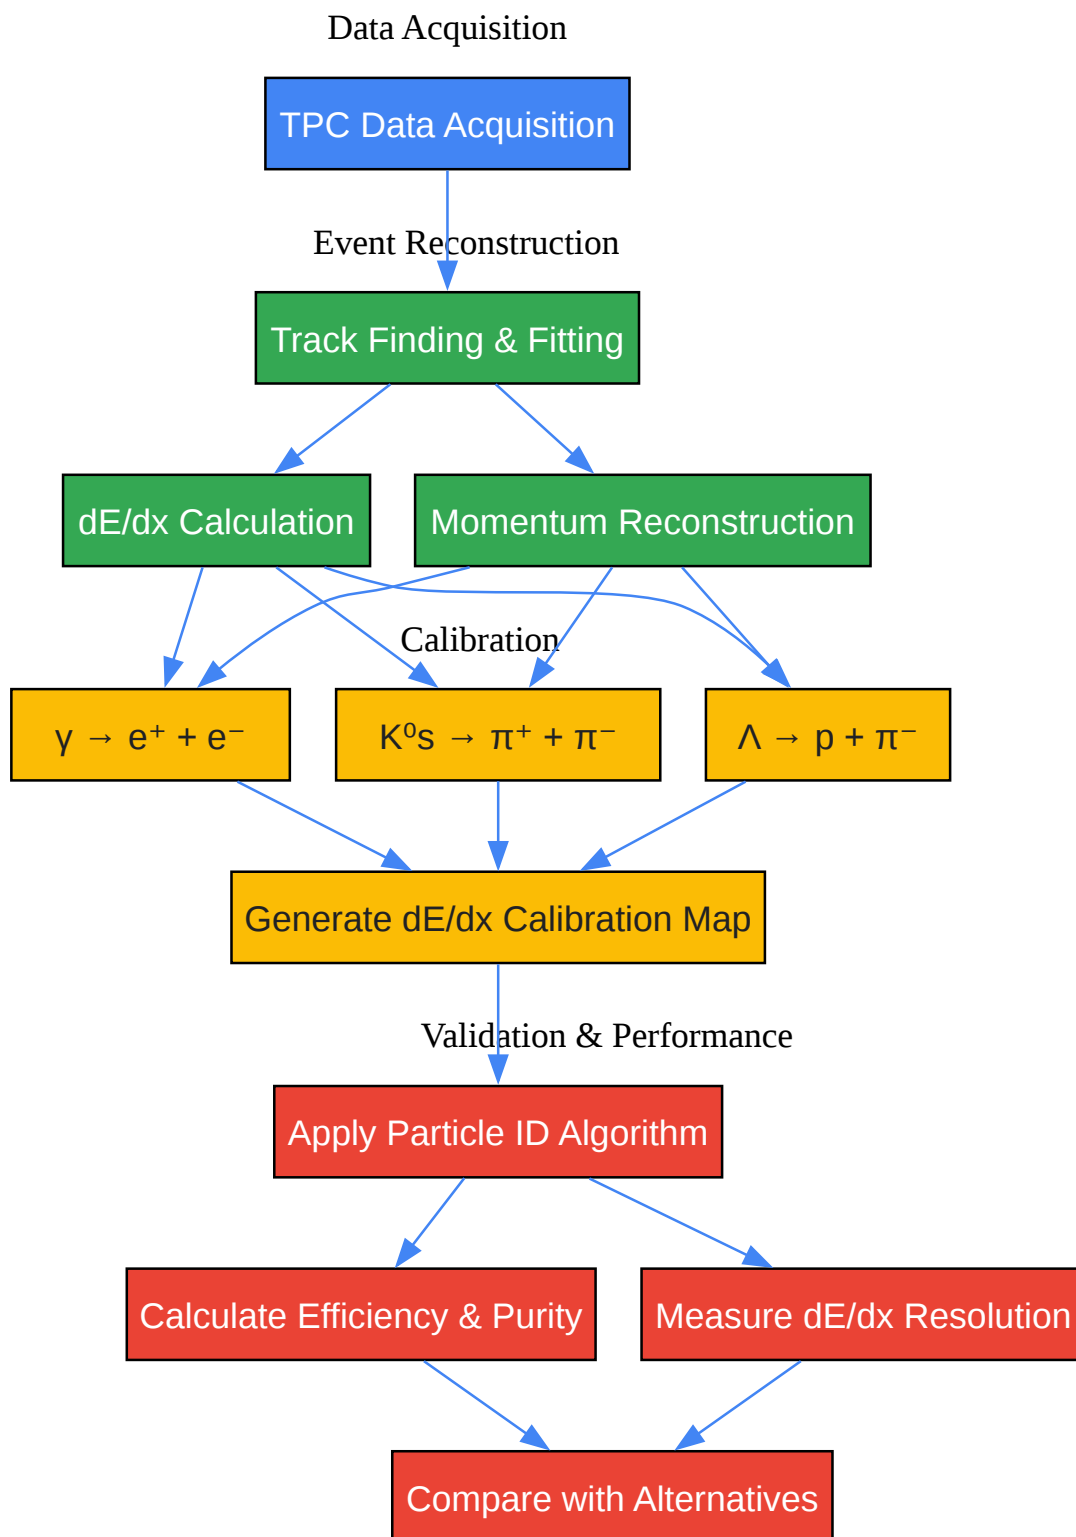 Data Acquisition
TPC Data Acquisition
Event Reconstruction
Track Finding & Fitting
dE/dx Calculation
Momentum Reconstruction
Calibration
γ → e⁺ + e⁻
K⁰s → π⁺ + π⁻
Λ → p + π⁻
Generate dE/dx Calibration Map
Validation & Performance
Apply Particle ID Algorithm
Calculate Efficiency & Purity
Measure dE/dx Resolution
Compare with Alternatives